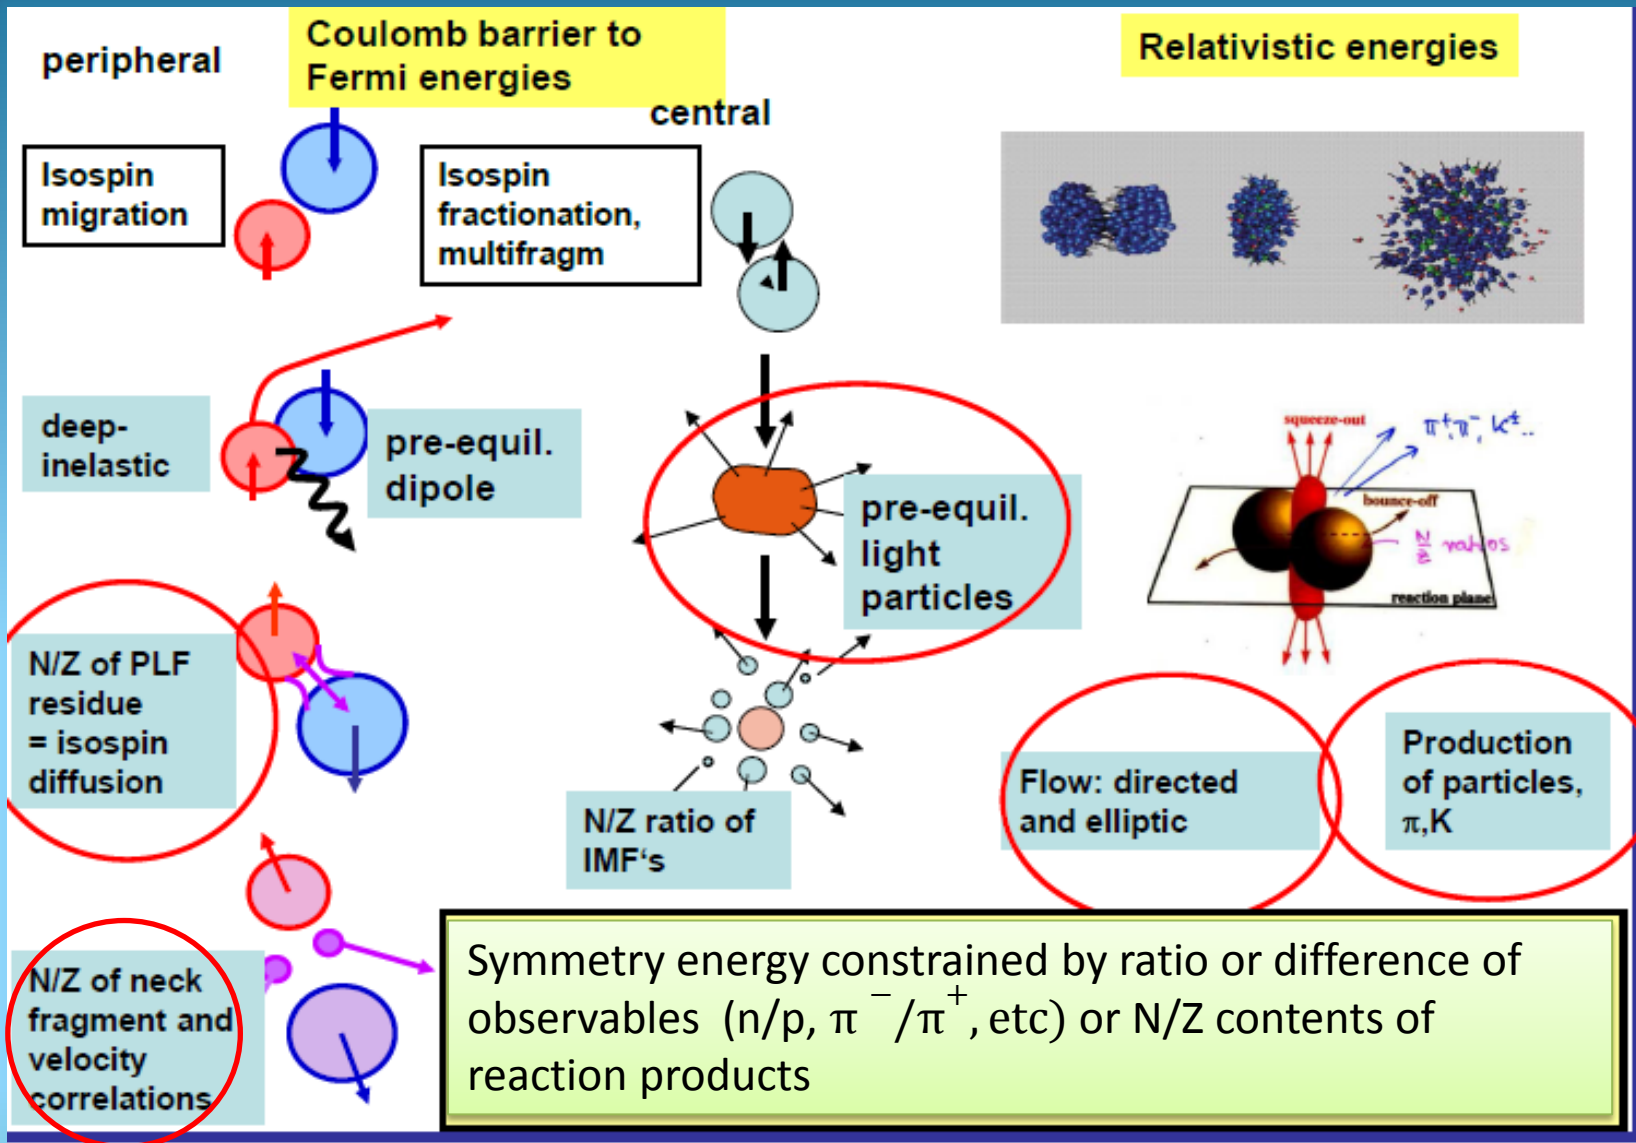 peripheral
Coulomb barrier to
Fermi energies
central
Relativistic energies
Isospin
migration
Isospin
fractionation,
multifragm
deep-
inelastic
pre-equil.
dipole
pre-equil.
light
particles
squeeze-out
π⁺, π⁻, K±..
bounce-off
N/Z ratios
reaction plane
N/Z of PLF
residue
= isospin
diffusion
N/Z ratio of
IMF‘s
Flow: directed
and elliptic
Production
of particles,
π,K
N/Z of neck
fragment and
velocity
correlations
Symmetry energy constrained by ratio or difference of
observables (n/p, π⁻/π⁺, etc) or N/Z contents of
reaction products